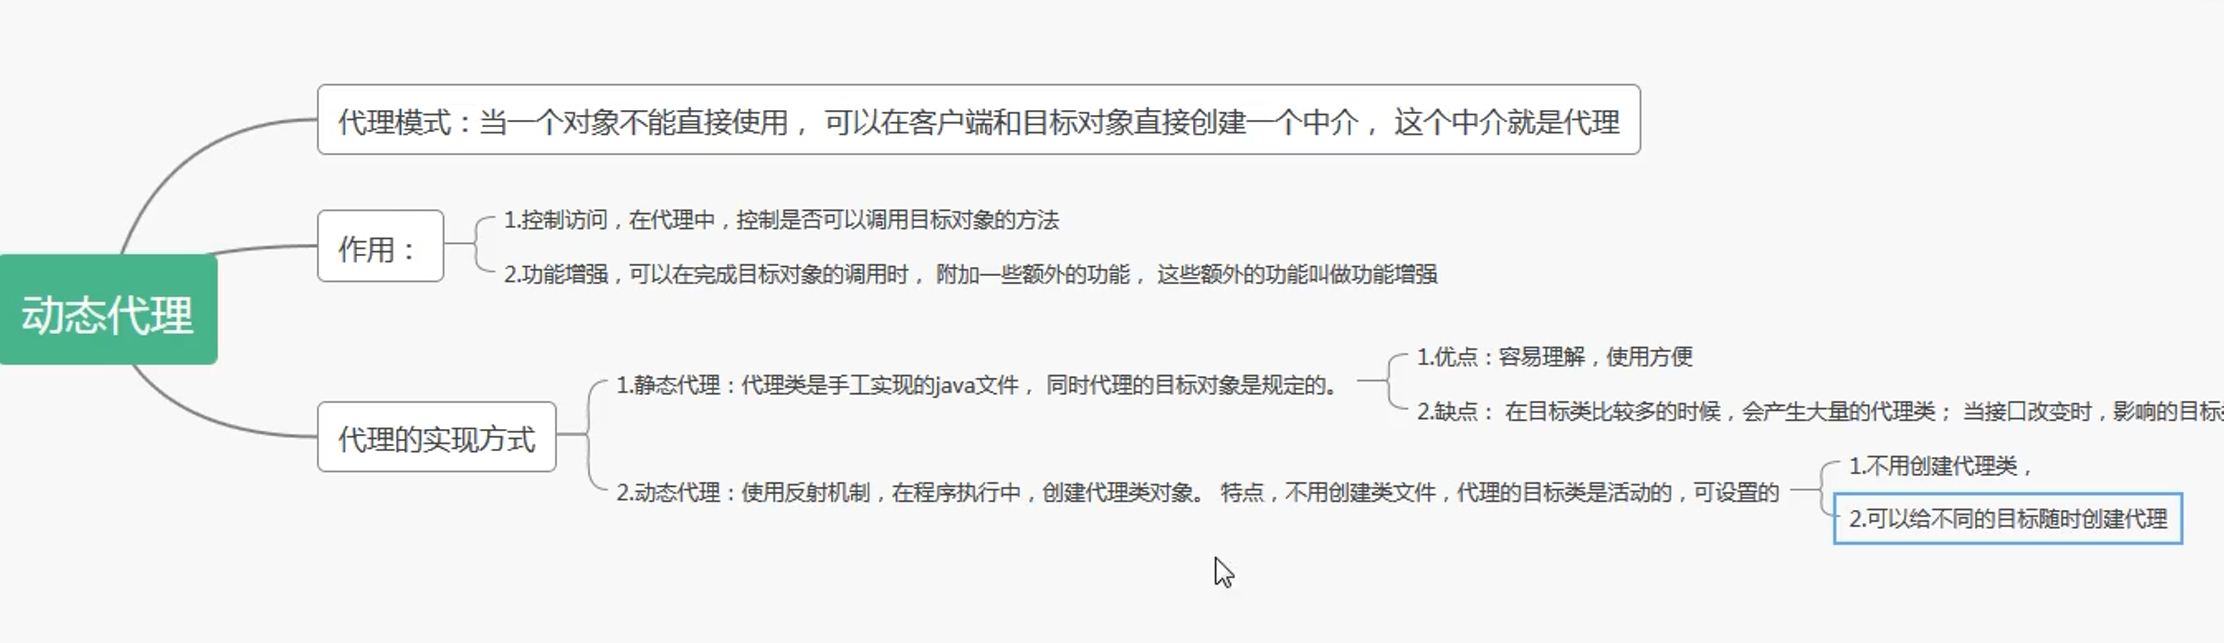 代理模式：当一个对象不能直接使用， 可以在客户端和目标对象直接创建一个中介， 这个中介就是代理
作用：
1.控制访问，在代理中，控制是否可以调用目标对象的方法
2.功能增强，可以在完成目标对象的调用时， 附加一些额外的功能， 这些额外的功能叫做功能增强
动态代理
代理的实现方式
1.静态代理：代理类是手工实现的java文件， 同时代理的目标对象是规定的。
1.优点：容易理解，使用方便
2.缺点： 在目标类比较多的时候，会产生大量的代理类； 当接口改变时，影响的目标
2.动态代理：使用反射机制，在程序执行中，创建代理类对象。 特点，不用创建类文件，代理的目标类是活动的，可设置的
1.不用创建代理类，
2.可以给不同的目标随时创建代理